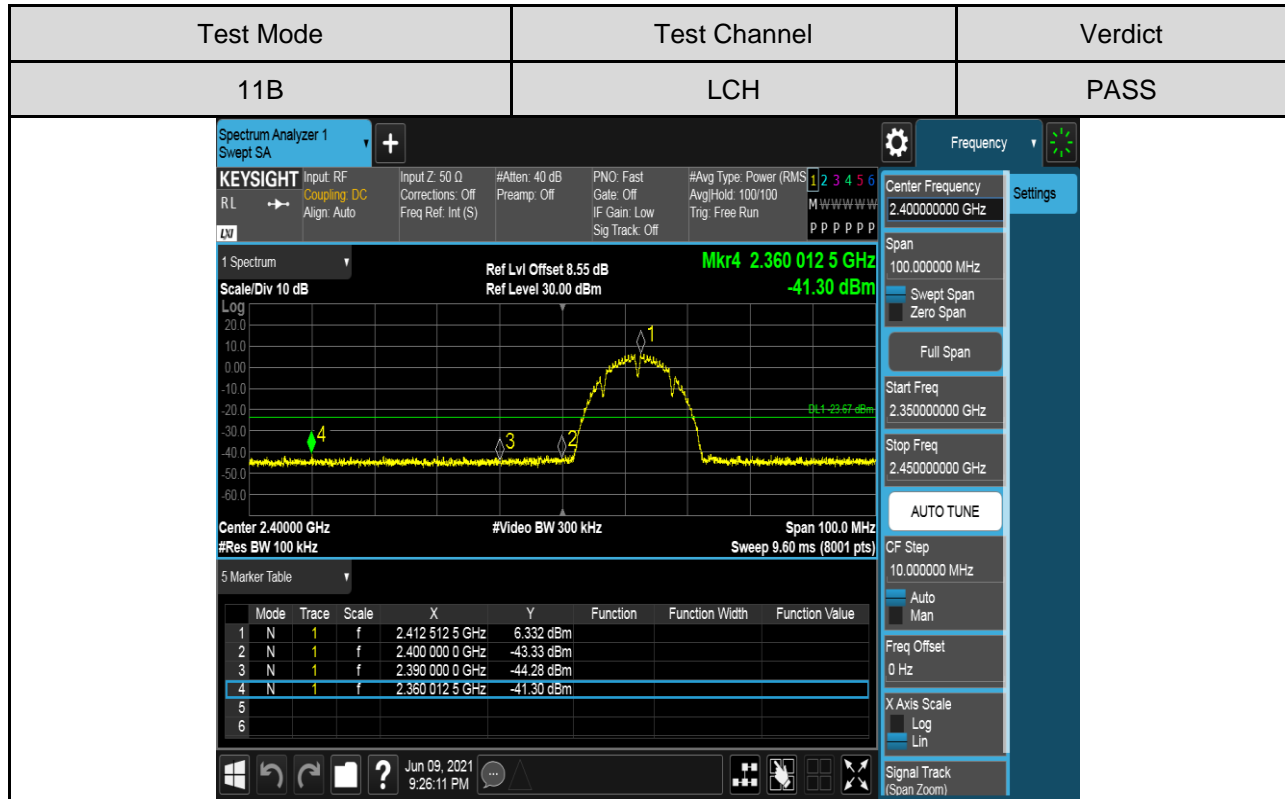 Test Mode Test Channel Verdict
11B LCH PASS
Spectrum Analyzer 1
Swept SA
Frequency
KEYSIGHT Input: RF Input Z: 50 Ω #Atten: 40 dB PNO: Fast #Avg Type: Power (RMS 1 2 3 4 5 6
RL Coupling: DC Corrections: Off Preamp: Off Gate: Off Avg|Hold: 100/100 M W W W W W
Align: Auto Freq Ref: Int (S) IF Gain: Low Trig: Free Run
LXI Sig Track: Off P P P P P P
1 Spectrum
Ref Lvl Offset 8.55 dB
Mkr4 2.360 012 5 GHz
Scale/Div 10 dB Ref Level 30.00 dBm -41.30 dBm
Log
20.0
10.0
0.00
-10.0
-20.0
-30.0
-40.0
-50.0
-60.0
1
DL1 -23.67 dBm
4
3
2
Center 2.40000 GHz #Video BW 300 kHz Span 100.0 MHz
#Res BW 100 kHz Sweep 9.60 ms (8001 pts)
5 Marker Table
Mode Trace Scale X Y Function Function Width Function Value
1 N 1 f 2.412 512 5 GHz 6.332 dBm
2 N 1 f 2.400 000 0 GHz -43.33 dBm
3 N 1 f 2.390 000 0 GHz -44.28 dBm
4 N 1 f 2.360 012 5 GHz -41.30 dBm
5
6
?
Jun 09, 2021
9:26:11 PM
Center Frequency
2.400000000 GHz
Settings
Span
100.000000 MHz
Swept Span
Zero Span
Full Span
Start Freq
2.350000000 GHz
Stop Freq
2.450000000 GHz
AUTO TUNE
CF Step
10.000000 MHz
Auto
Man
Freq Offset
0 Hz
X Axis Scale
Log
Lin
Signal Track
(Span Zoom)